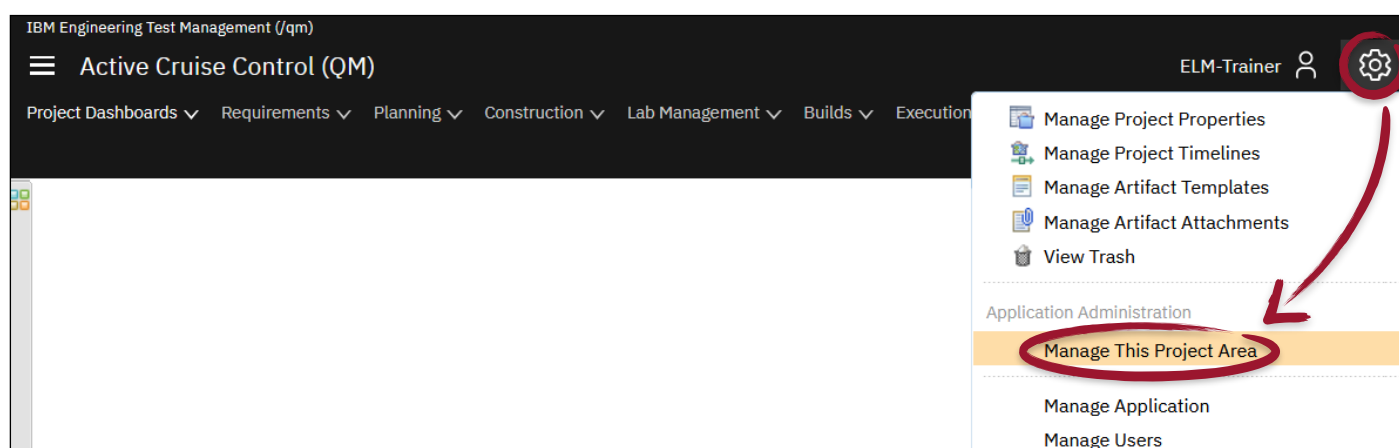 IBM Engineering Test Management (/qm)
Active Cruise Control (QM)
ELM-Trainer
Project Dashboards Requirements Planning Construction Lab Management Builds Execution
Manage Project Properties
Manage Project Timelines
Manage Artifact Templates
Manage Artifact Attachments
View Trash
Application Administration
Manage This Project Area
Manage Application
Manage Users